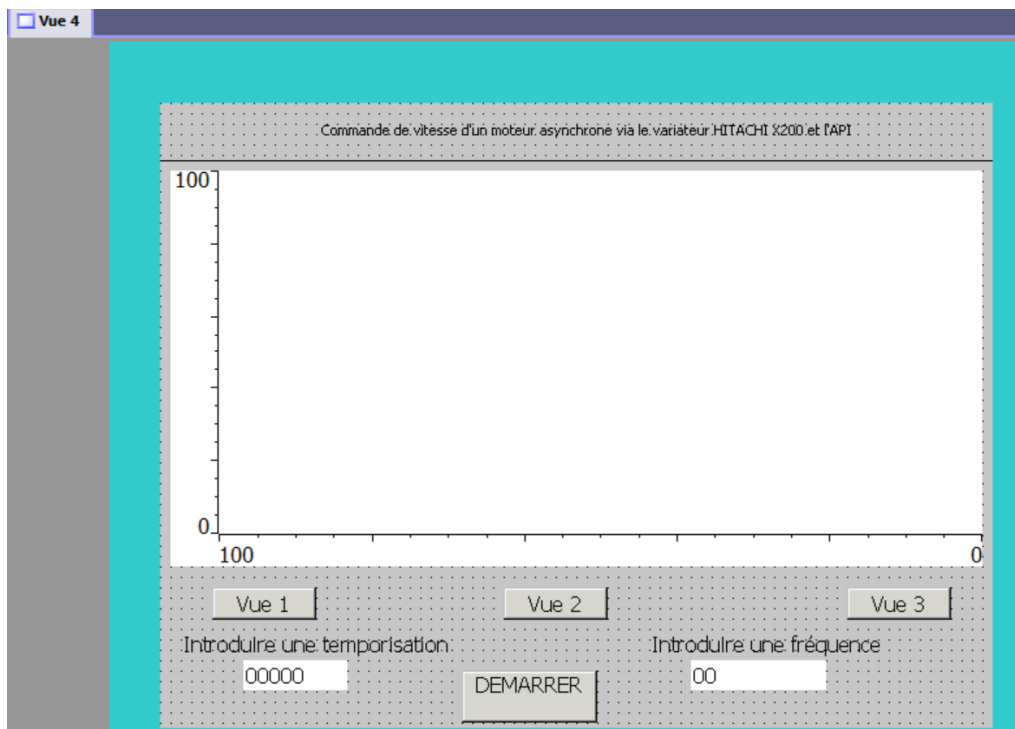 Vue 4
Commande de vitesse d'un moteur asynchrone via le variateur HITACHI X200 et l'API
100
0
100 0
Vue 1 Vue 2 Vue 3
Introduire une temporisation Introduire une fréquence
00000 00
DEMARRER